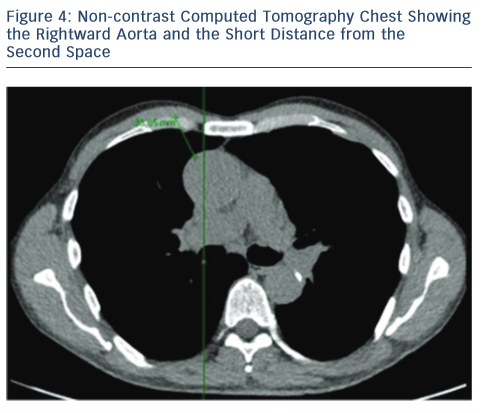 Figure 4: Non-contrast Computed Tomography Chest Showing
the Rightward Aorta and the Short Distance from the
Second Space